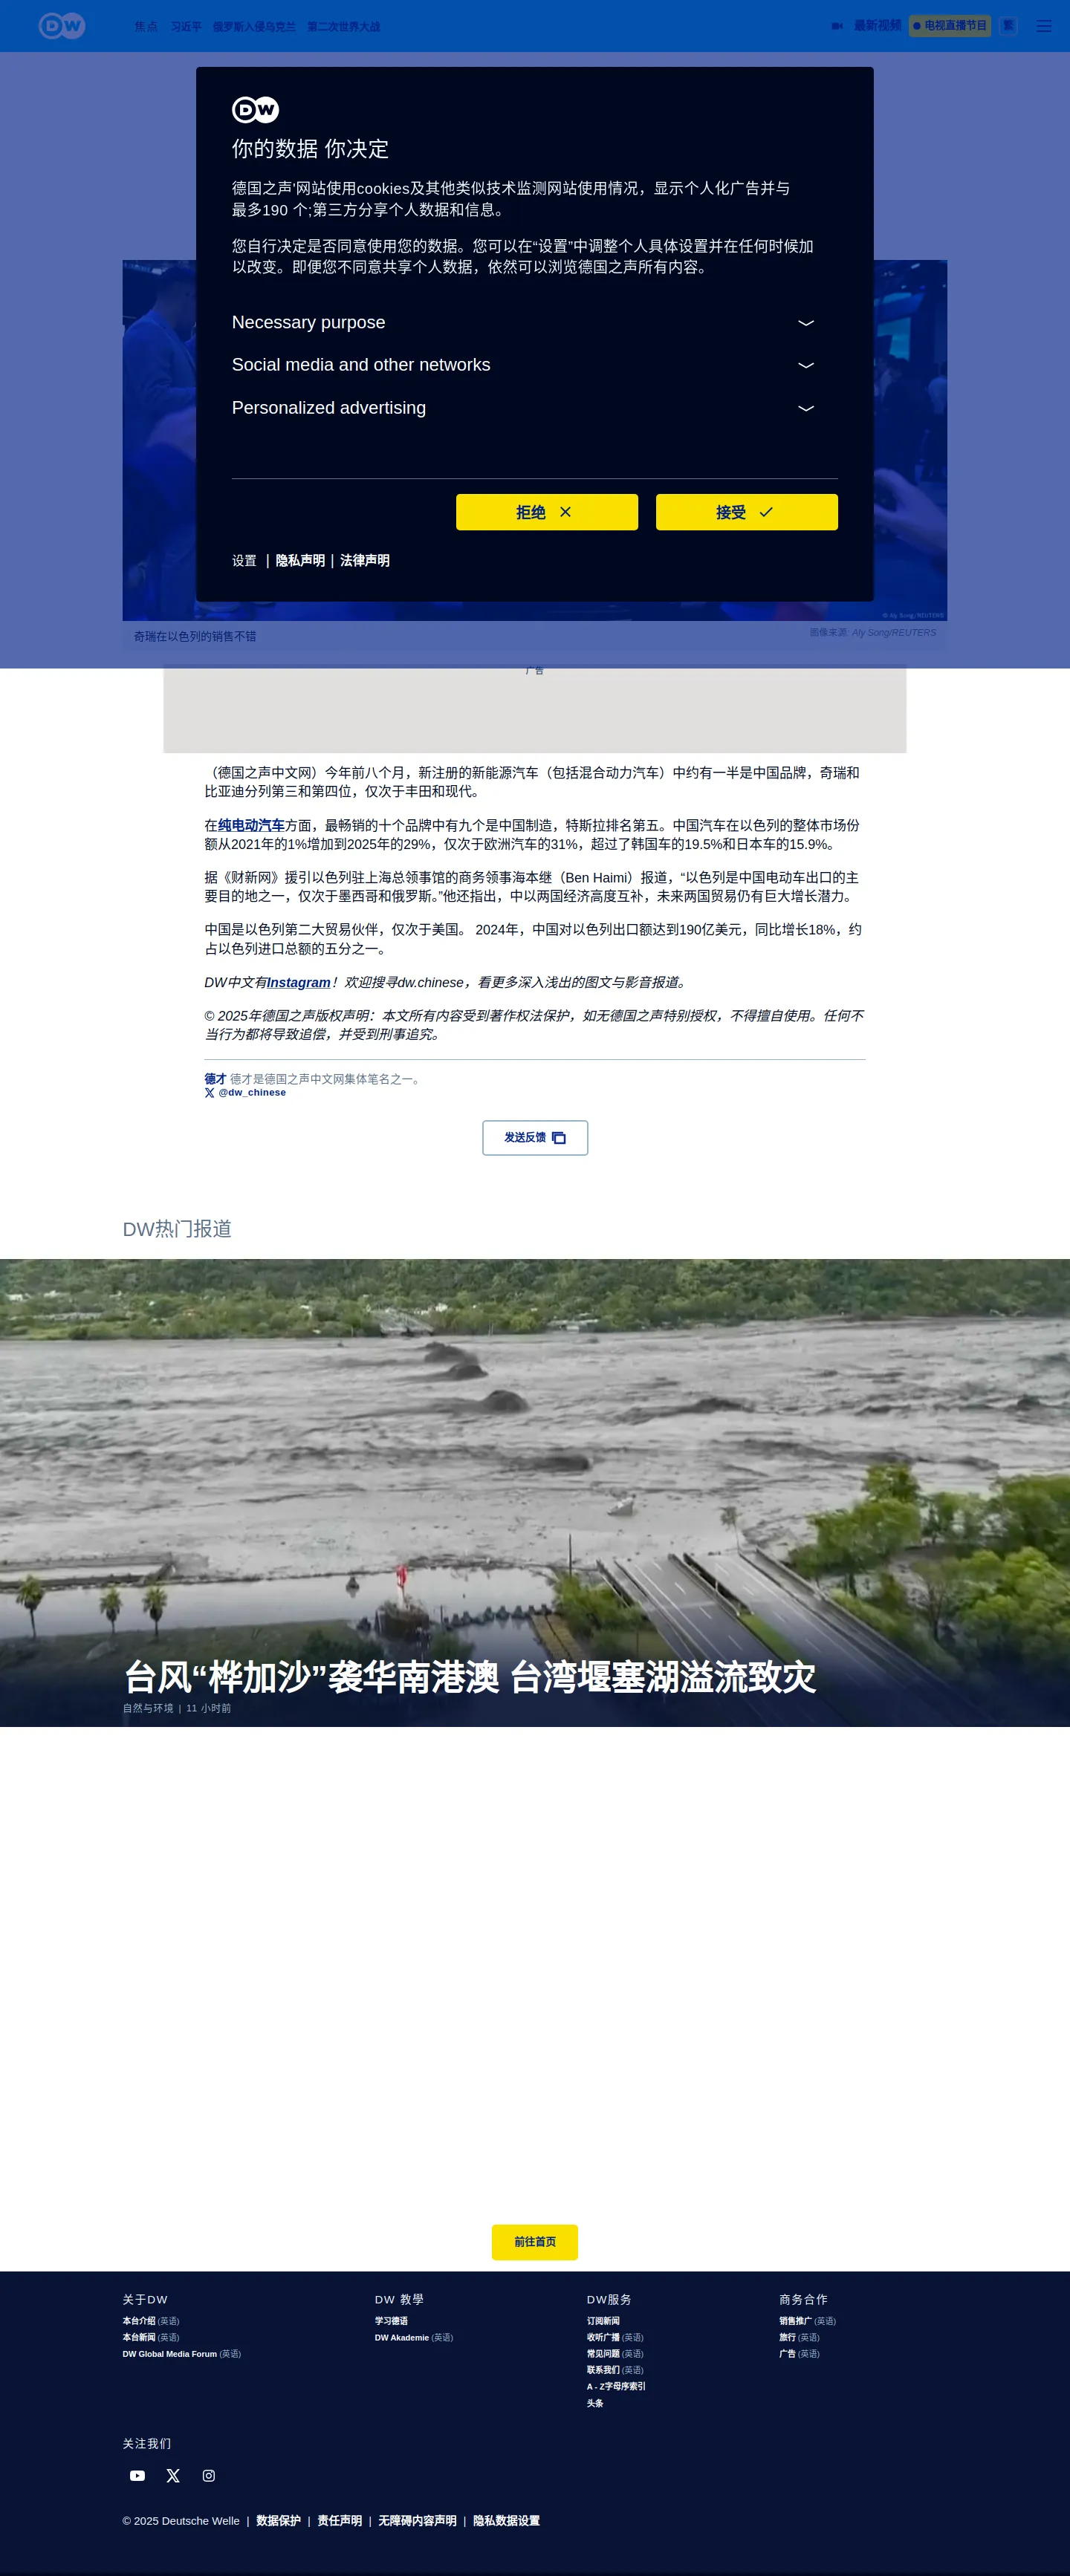 DW
焦点 习近平 俄罗斯入侵乌克兰 第二次世界大战 最新视频 电视直播节目 繁
DW
你的数据 你决定
德国之声'网站使用cookies及其他类似技术监测网站使用情况，显示个人化广告并与
最多190 个;第三方分享个人数据和信息。
您自行决定是否同意使用您的数据。您可以在“设置”中调整个人具体设置并在任何时候加
以改变。即便您不同意共享个人数据，依然可以浏览德国之声所有内容。
Necessary purpose
Social media and other networks
Personalized advertising
拒绝 接受
设置 | 隐私声明 | 法律声明
© Aly Song, REUTERS
奇瑞在以色列的销售不错 图像来源: Aly Song/REUTERS
广告
（德国之声中文网）今年前八个月，新注册的新能源汽车（包括混合动力汽车）中约有一半是中国品牌，奇瑞和
比亚迪分列第三和第四位，仅次于丰田和现代。
在纯电动汽车方面，最畅销的十个品牌中有九个是中国制造，特斯拉排名第五。中国汽车在以色列的整体市场份
额从2021年的1%增加到2025年的29%，仅次于欧洲汽车的31%，超过了韩国车的19.5%和日本车的15.9%。
据《财新网》援引以色列驻上海总领事馆的商务领事海本继（Ben Haimi）报道，“以色列是中国电动车出口的主
要目的地之一，仅次于墨西哥和俄罗斯。”他还指出，中以两国经济高度互补，未来两国贸易仍有巨大增长潜力。
中国是以色列第二大贸易伙伴，仅次于美国。 2024年，中国对以色列出口额达到190亿美元，同比增长18%，约
占以色列进口总额的五分之一。
DW中文有Instagram！欢迎搜寻dw.chinese，看更多深入浅出的图文与影音报道。
© 2025年德国之声版权声明：本文所有内容受到著作权法保护，如无德国之声特别授权，不得擅自使用。任何不
当行为都将导致追偿，并受到刑事追究。
德才 德才是德国之声中文网集体笔名之一。
@dw_chinese
发送反馈
DW热门报道
台风“桦加沙”袭华南港澳 台湾堰塞湖溢流致灾
自然与环境 | 11 小时前
前往首页
关于DW
本台介绍 (英语)
本台新闻 (英语)
DW Global Media Forum (英语)
DW 教學
学习德语
DW Akademie (英语)
DW服务
订阅新闻
收听广播 (英语)
常见问题 (英语)
联系我们 (英语)
A - Z字母序索引
头条
商务合作
销售推广 (英语)
旅行 (英语)
广告 (英语)
关注我们
© 2025 Deutsche Welle | 数据保护 | 责任声明 | 无障碍内容声明 | 隐私数据设置